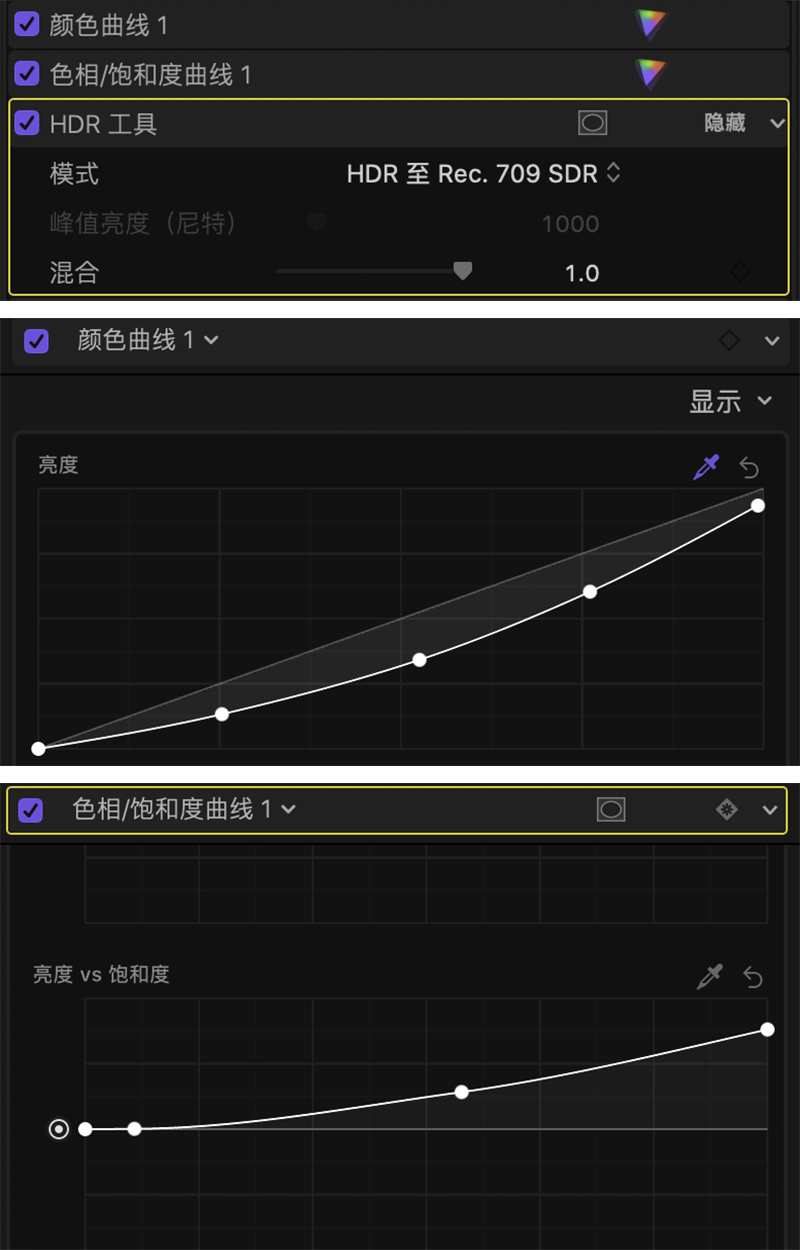 颜色曲线 1
色相/饱和度曲线 1
HDR 工具 隐藏
模式 HDR 至 Rec. 709 SDR
峰值亮度（尼特） 1000
混合 1.0
颜色曲线 1
显示
亮度
色相/饱和度曲线 1
亮度 vs 饱和度